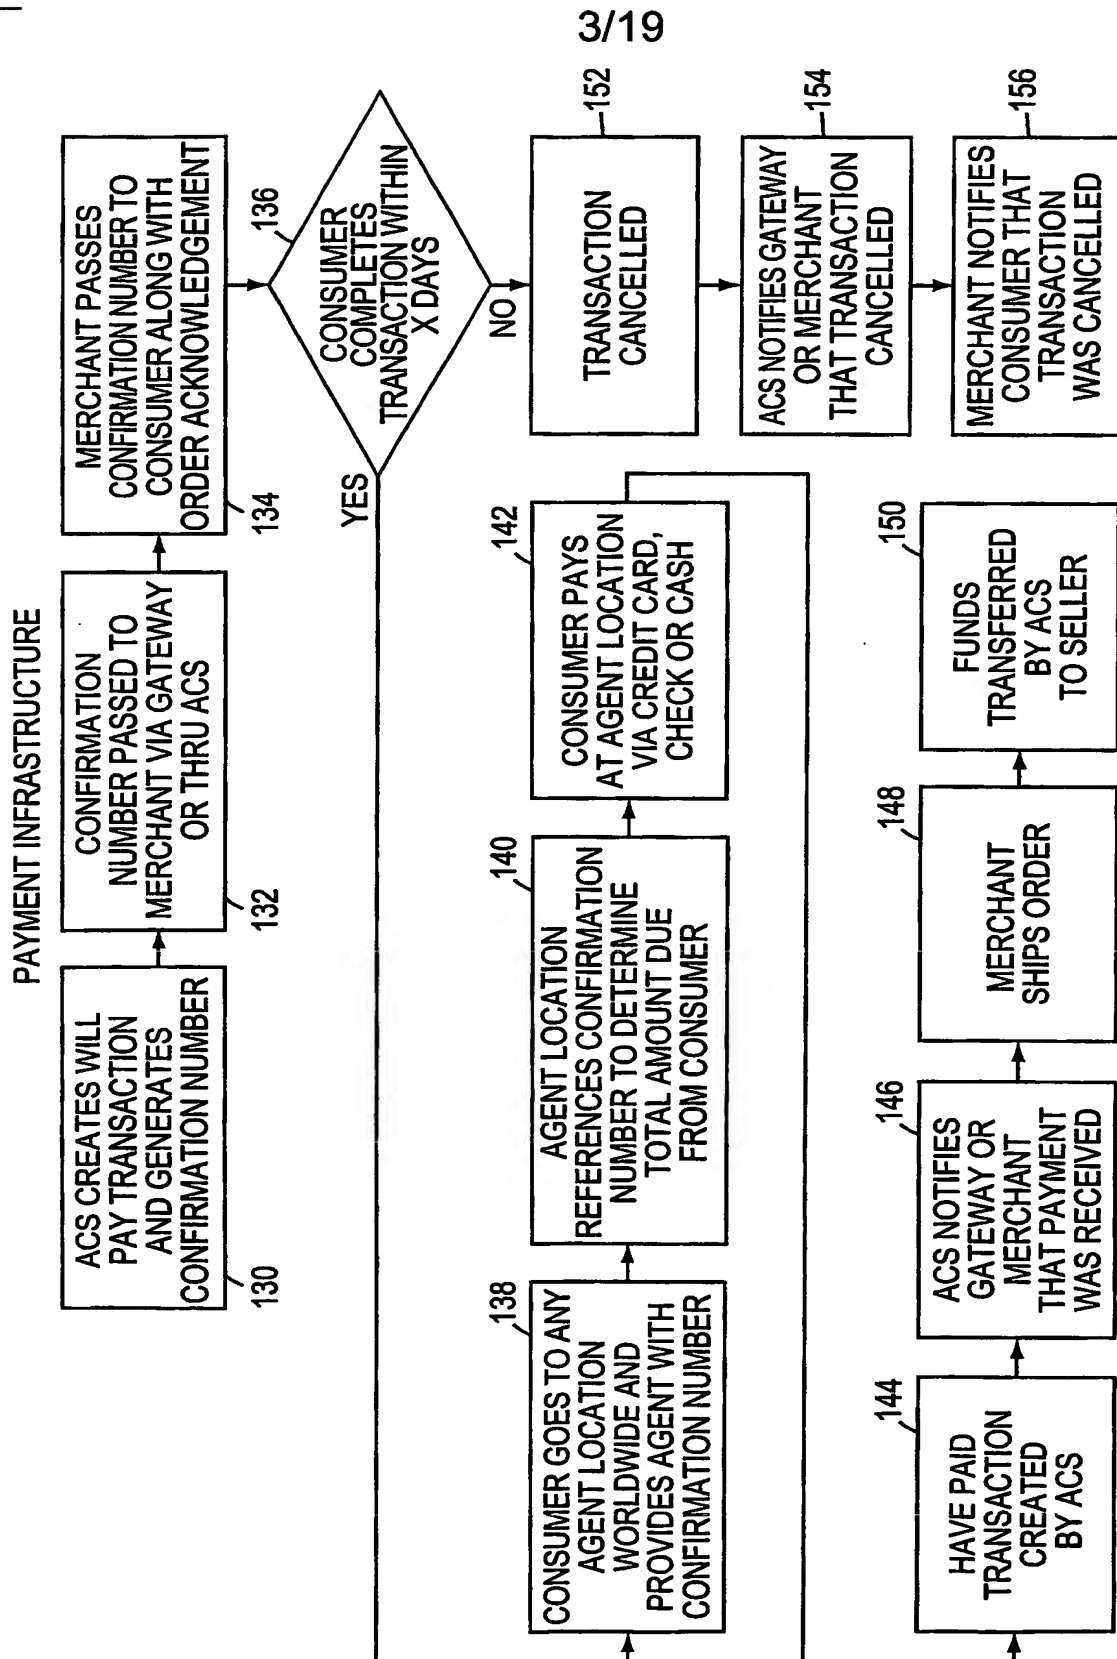 3/19
PAYMENT INFRASTRUCTURE
ACS CREATES WILL
PAY TRANSACTION
AND GENERATES
CONFIRMATION NUMBER
130
CONFIRMATION
NUMBER PASSED TO
MERCHANT VIA GATEWAY
OR THRU ACS
132
MERCHANT PASSES
CONFIRMATION NUMBER TO
CONSUMER ALONG WITH
ORDER ACKNOWLEDGEMENT
134
136
CONSUMER
COMPLETES
TRANSACTION WITHIN
X DAYS
YES
NO
138
CONSUMER GOES TO ANY
AGENT LOCATION
WORLDWIDE AND
PROVIDES AGENT WITH
CONFIRMATION NUMBER
140
AGENT LOCATION
REFERENCES CONFIRMATION
NUMBER TO DETERMINE
TOTAL AMOUNT DUE
FROM CONSUMER
142
CONSUMER PAYS
AT AGENT LOCATION
VIA CREDIT CARD,
CHECK OR CASH
152
TRANSACTION
CANCELLED
154
ACS NOTIFIES GATEWAY
OR MERCHANT
THAT TRANSACTION
CANCELLED
156
MERCHANT NOTIFIES
CONSUMER THAT
TRANSACTION
WAS CANCELLED
144
HAVE PAID
TRANSACTION
CREATED
BY ACS
146
ACS NOTIFIES
GATEWAY OR
MERCHANT
THAT PAYMENT
WAS RECEIVED
148
MERCHANT
SHIPS ORDER
150
FUNDS
TRANSFERRED
BY ACS
TO SELLER